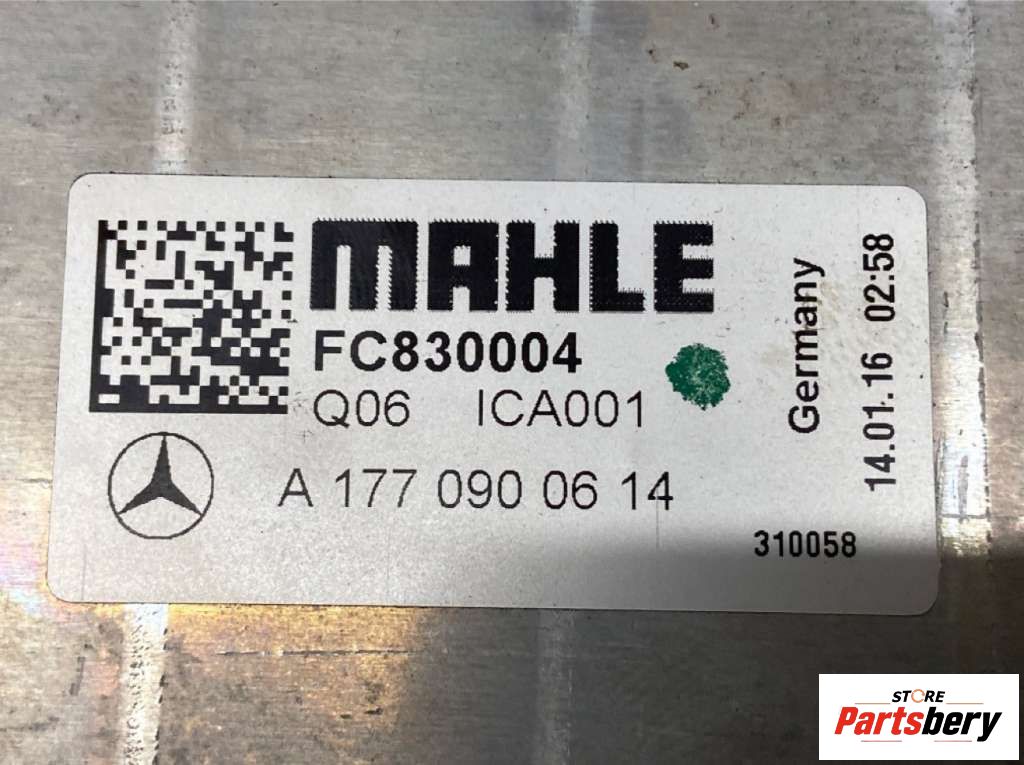 MAHLE
FC830004
Q06 ICA001
A 177 090 06 14
310058
Germany
14.01.16 02:58
STORE
Partsbery